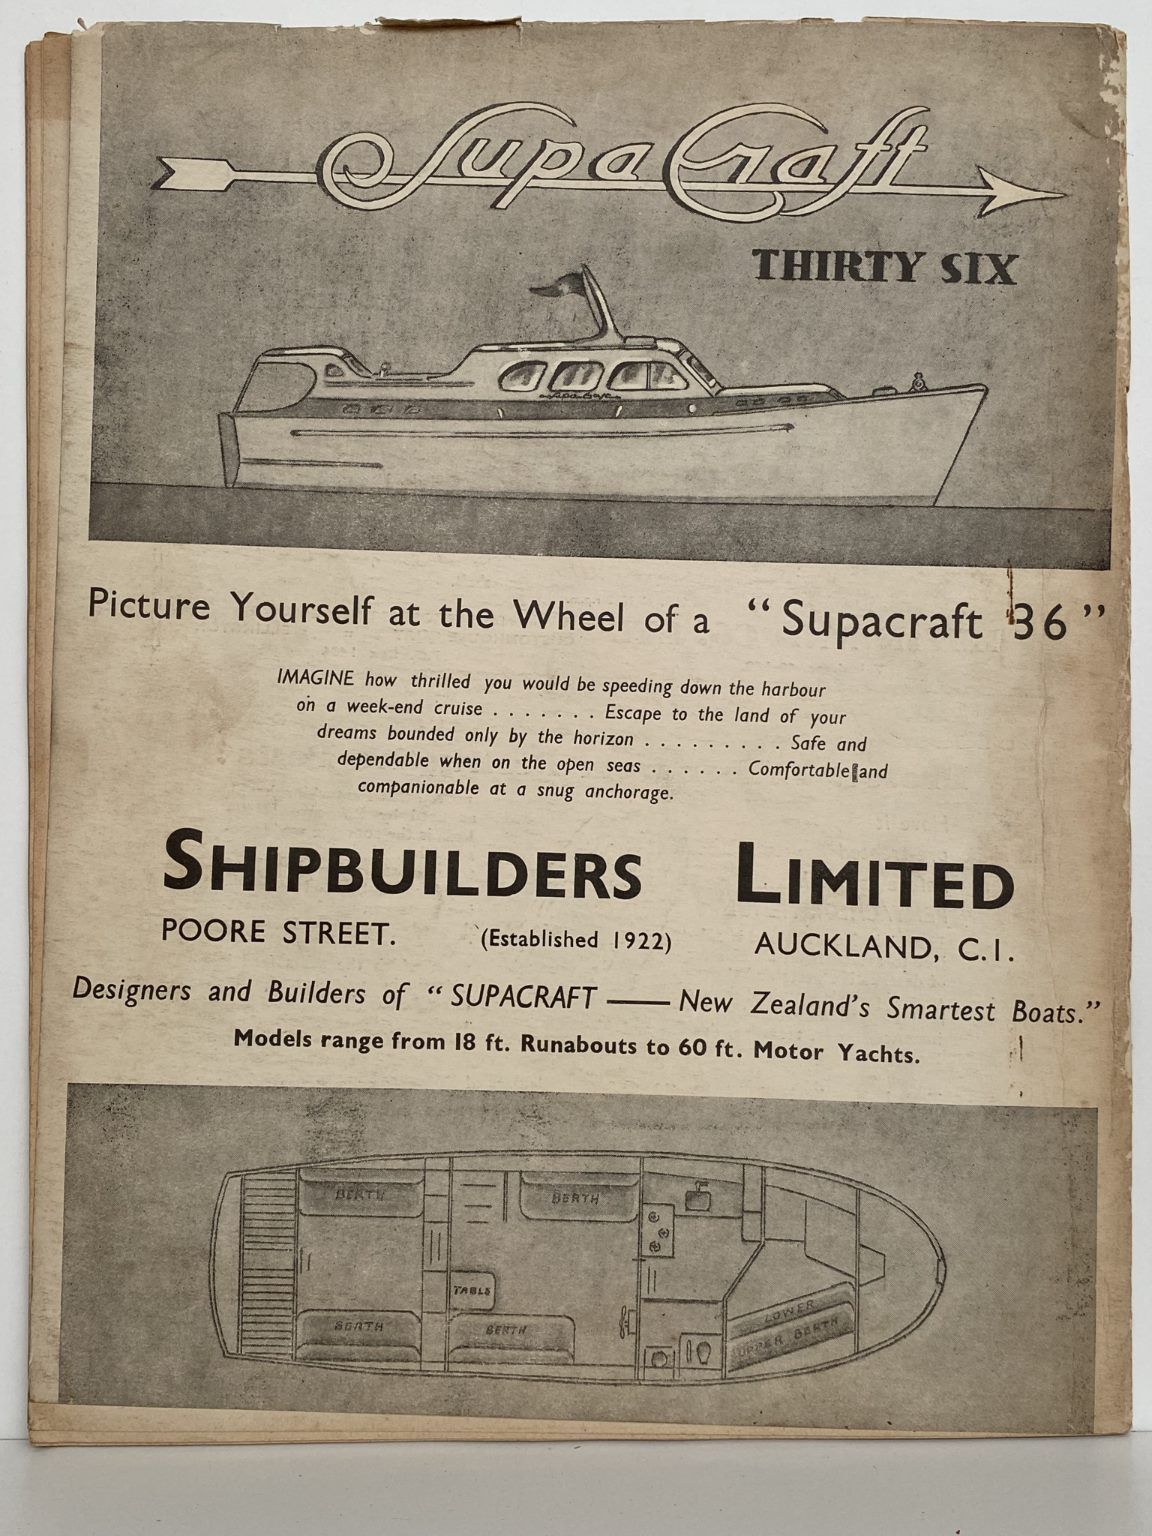 SupaCraft
THIRTY SIX
SupaCraft
Picture Yourself at the Wheel of a “Supacraft 36”
IMAGINE how thrilled you would be speeding down the harbour
on a week-end cruise . . . . . . . Escape to the land of your
dreams bounded only by the horizon . . . . . . . . . Safe and
dependable when on the open seas . . . . . . Comfortable and
companionable at a snug anchorage.
SHIPBUILDERS LIMITED
POORE STREET. (Established 1922) AUCKLAND, C.1.
Designers and Builders of “SUPACRAFT —— New Zealand’s Smartest Boats.”
Models range from 18 ft. Runabouts to 60 ft. Motor Yachts.
BERTH BERTH
TABLE
BERTH BERTH
LOWER
UPPER BERTH